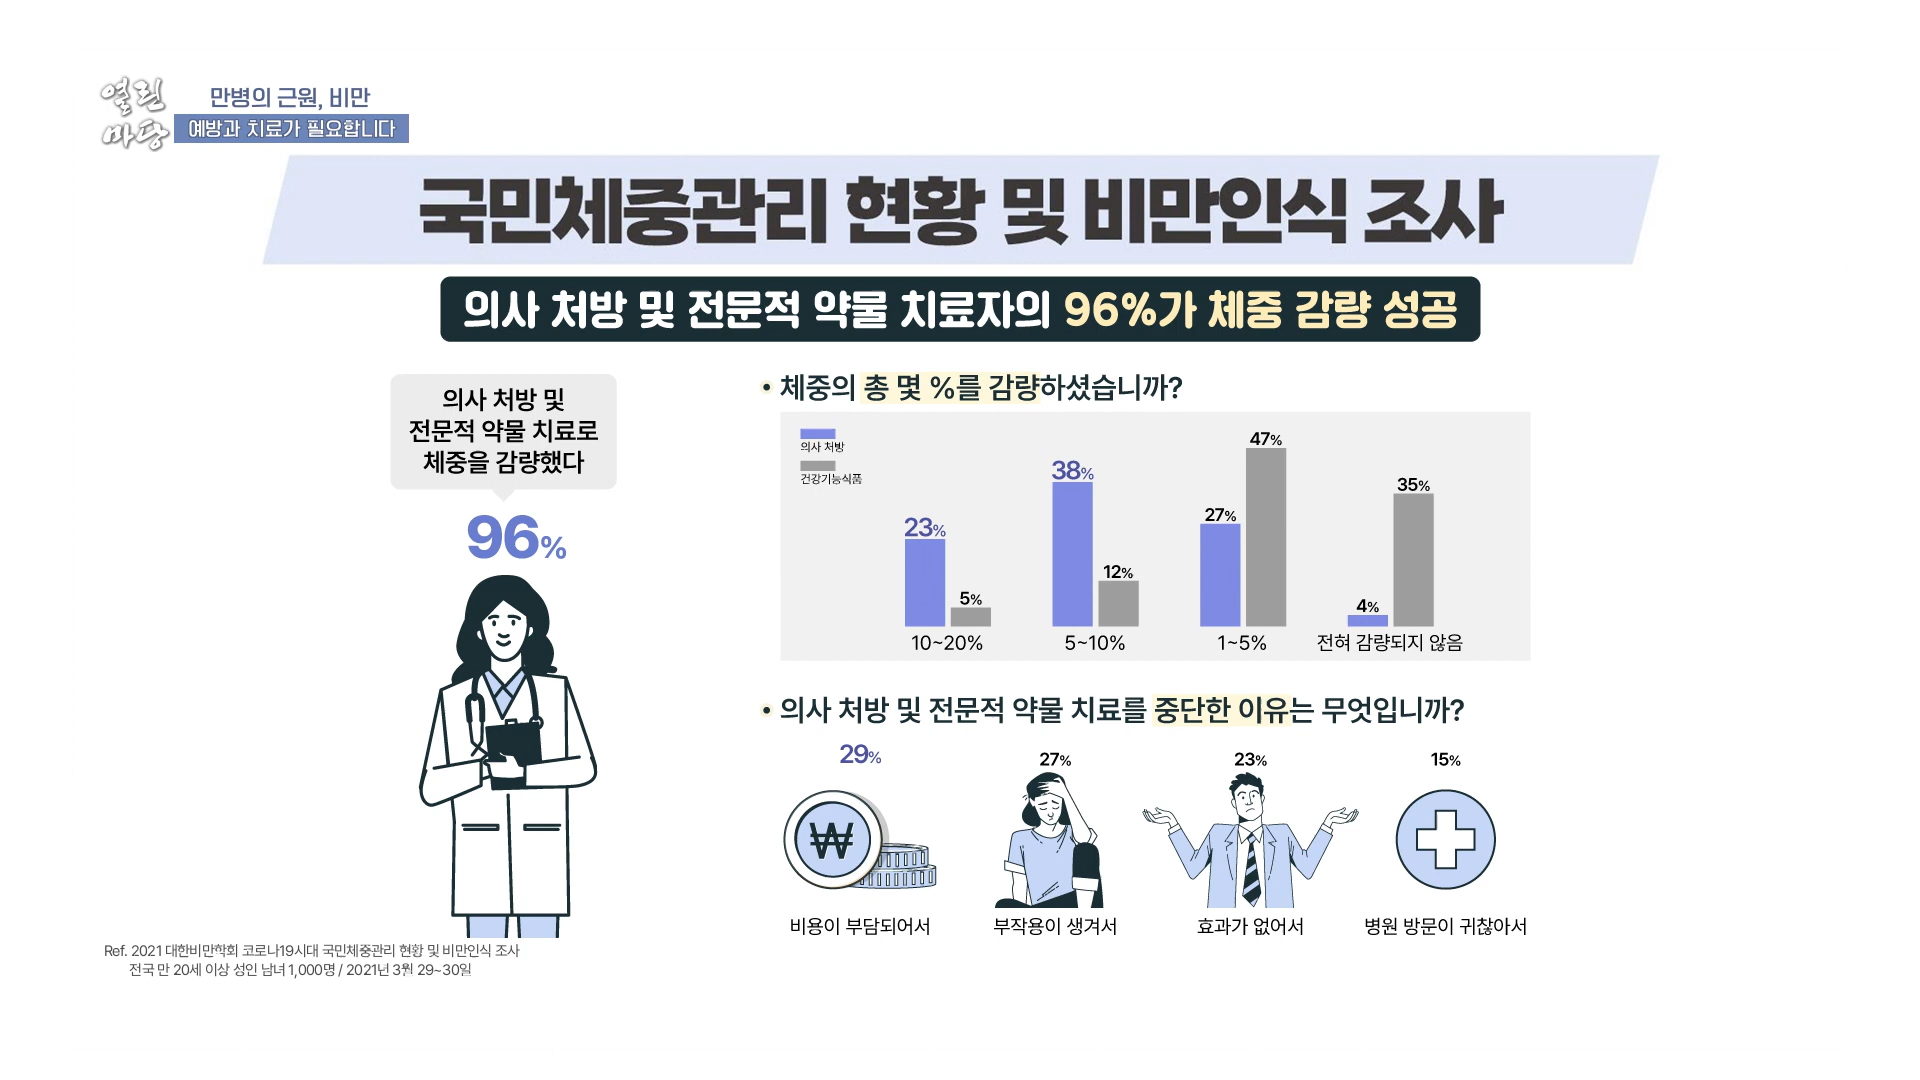 열린
마당
만병의 근원, 비만
예방과 치료가 필요합니다
국민체중관리 현황 및 비만인식 조사
의사 처방 및 전문적 약물 치료자의 96%가 체중 감량 성공
의사 처방 및
전문적 약물 치료로
체중을 감량했다
96%
• 체중의 총 몇 %를 감량하셨습니까?
의사 처방
건강기능식품
23%
5%
38%
12%
27%
47%
4%
35%
10~20%
5~10%
1~5%
전혀 감량되지 않음
• 의사 처방 및 전문적 약물 치료를 중단한 이유는 무엇입니까?
29%
27%
23%
15%
₩
비용이 부담되어서
부작용이 생겨서
효과가 없어서
병원 방문이 귀찮아서
Ref. 2021 대한비만학회 코로나19시대 국민체중관리 현황 및 비만인식 조사
전국 만 20세 이상 성인 남녀 1,000명 / 2021년 3월 29~30일